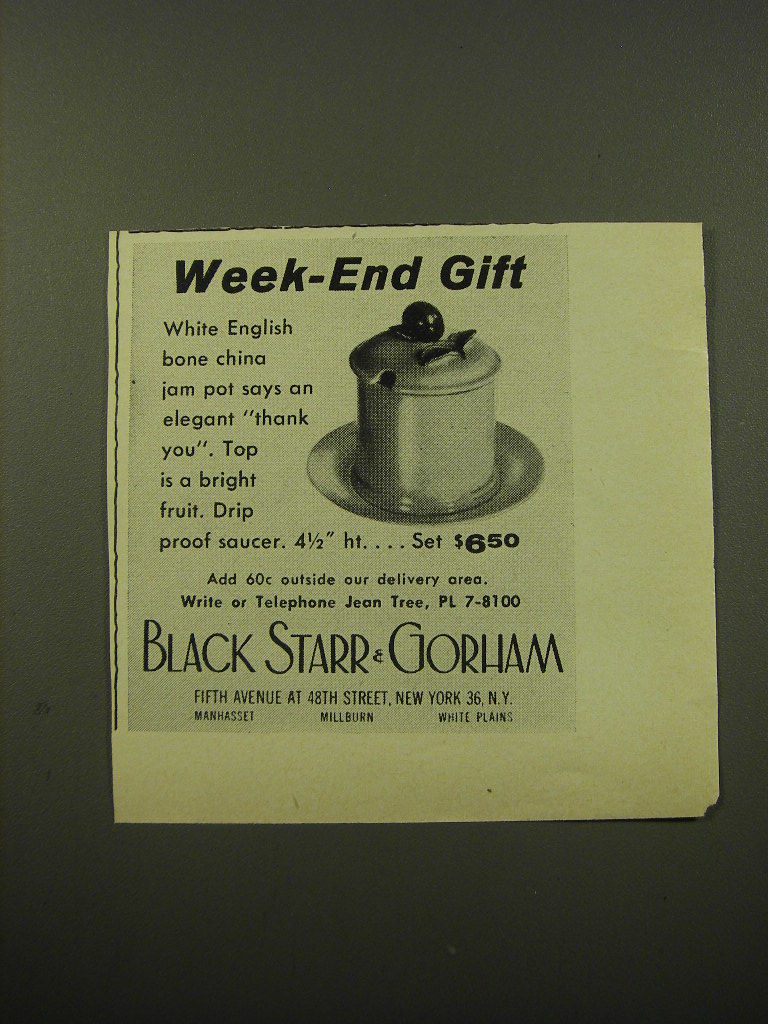 Week-End Gift
White English
bone china
jam pot says an
elegant "thank
you". Top
is a bright
fruit. Drip
proof saucer. 4½" ht. . . . Set $650
Add 60c outside our delivery area.
Write or Telephone Jean Tree, PL 7-8100
BLACK STARR & GORHAM
FIFTH AVENUE AT 48TH STREET, NEW YORK 36, N.Y.
MANHASSET MILLBURN WHITE PLAINS